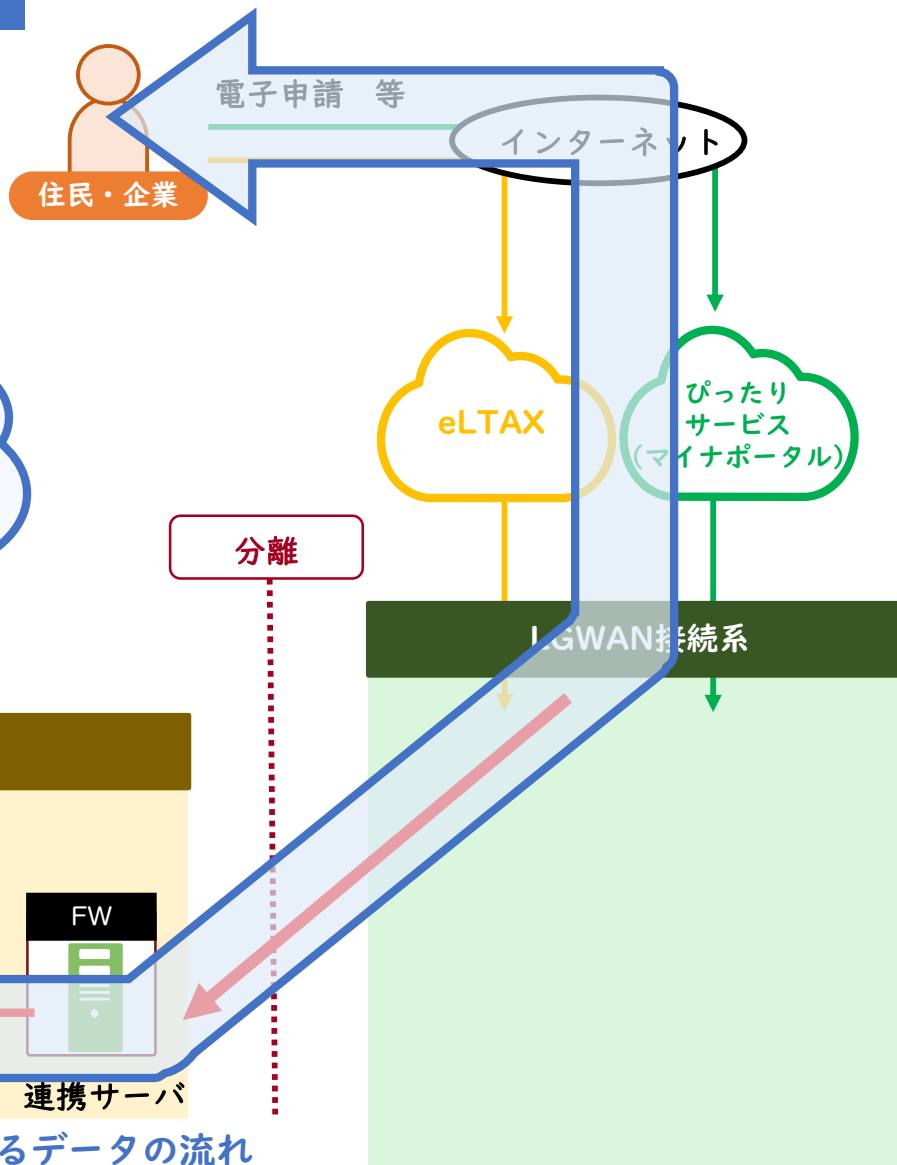 電子申請　等
インターネット
住民・企業
eLTAX
ぴったり
サービス
(マイナポータル)
分離
LGWAN接続系
FW
連携サーバ
るデータの流れ